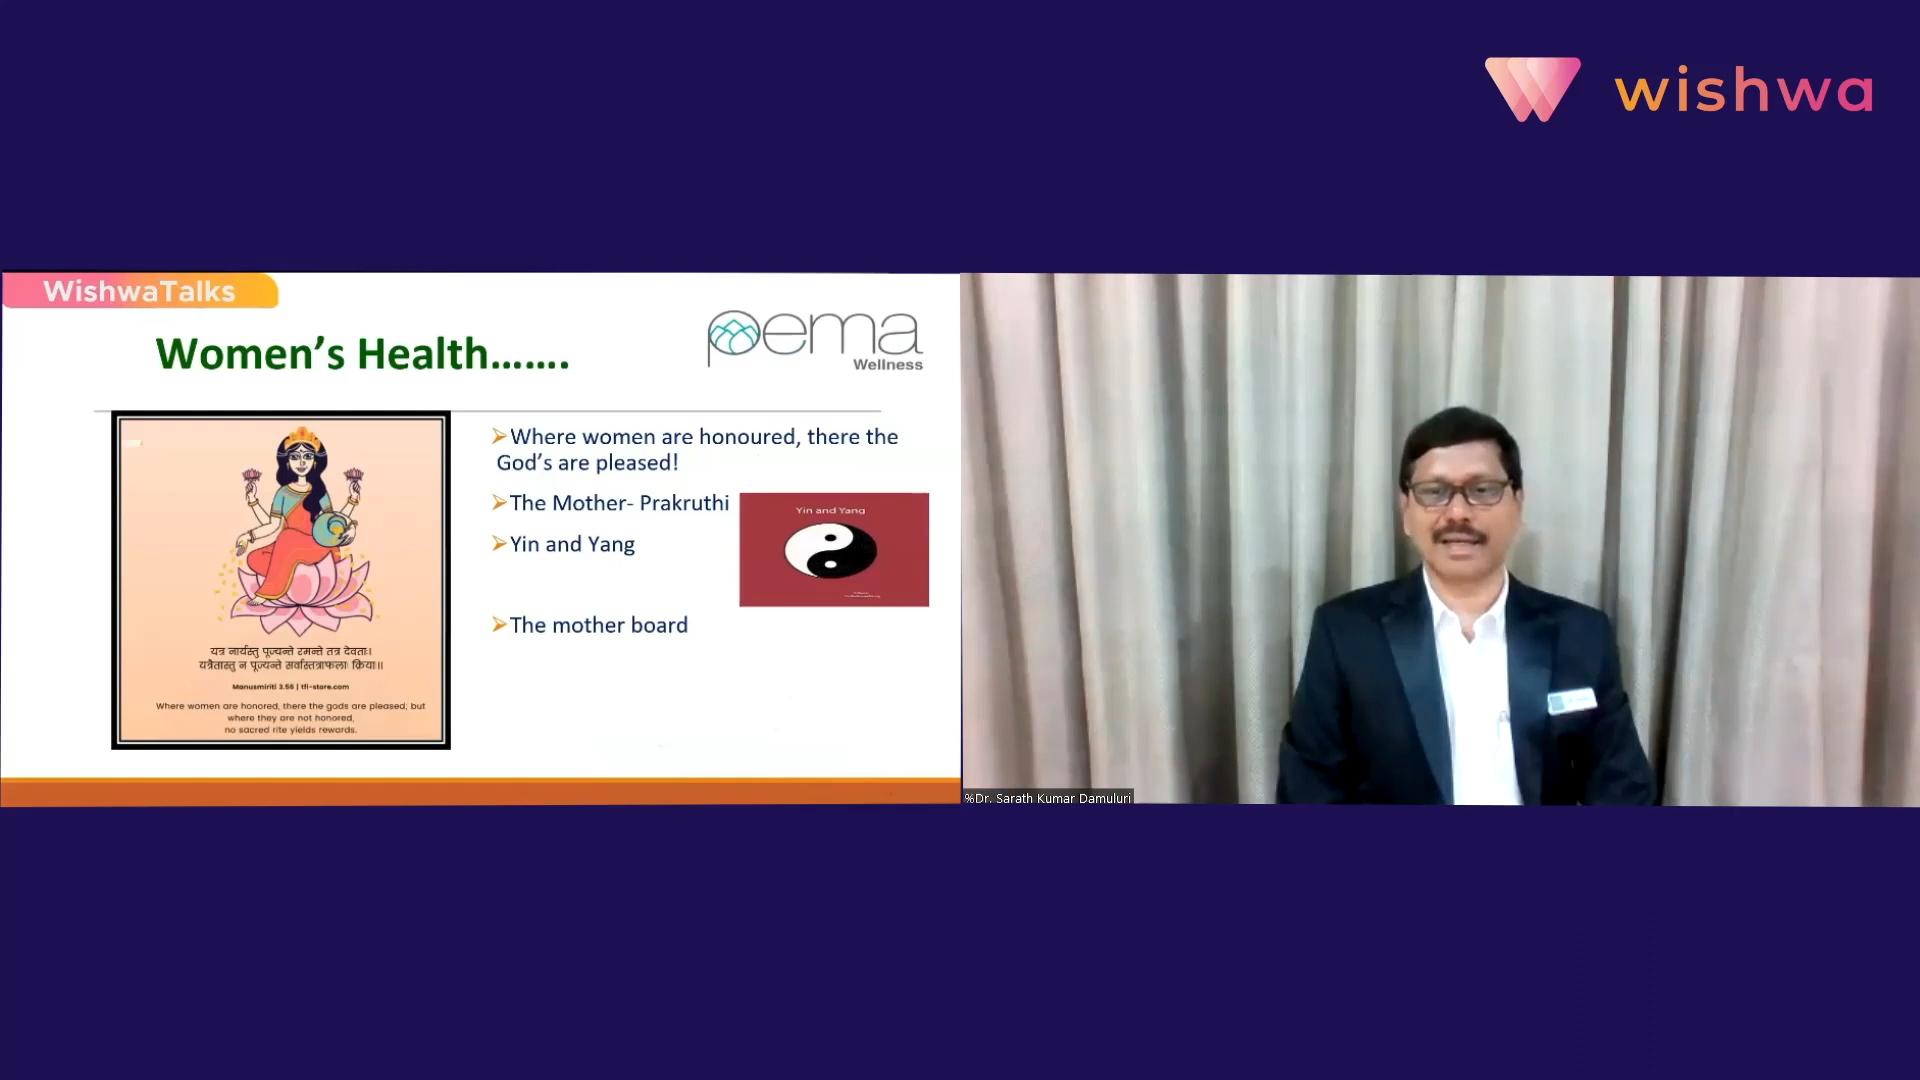 wishwa
WishwaTalks
Women’s Health.......
pema
Wellness
यत्र नार्यस्तु पूज्यन्ते रमन्ते तत्र देवताः।
यत्रैतास्तु न पूज्यन्ते सर्वास्तत्राफलाः क्रियाः॥
Manusmiriti 3.56 | tfi-store.com
Where women are honored, there the gods are pleased; but
where they are not honored,
no sacred rite yields rewards.
➢Where women are honoured, there the
God’s are pleased!
➢The Mother- Prakruthi
➢Yin and Yang
➢The mother board
Yin and Yang
%Dr. Sarath Kumar Damuluri